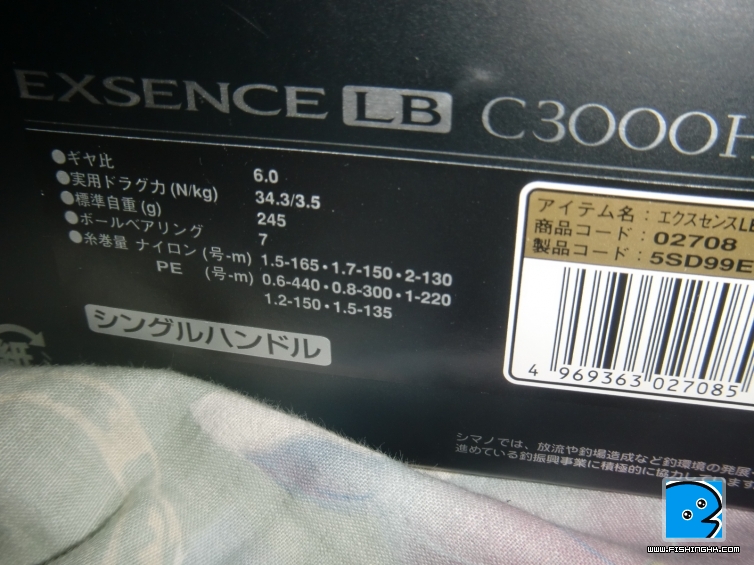 EXSENCE LB C3000H
●ギヤ比 6.0
●実用ドラグ力 (N/kg) 34.3/3.5
●標準自重 (g) 245
●ボールベアリング 7
●糸巻量 ナイロン (号-m) 1.5-165・1.7-150・2-130
PE (号-m) 0.6-440・0.8-300・1-220
1.2-150・1.5-135
シングルハンドル
アイテム名：エクスセンスLB
商品コード：02708
製品コード：5SD99E
4 969363 027085
シマノでは、放流や釣場造成など釣環境の発展・
進めている釣振興事業に積極的に協力しております
www.FISHINGHK.com